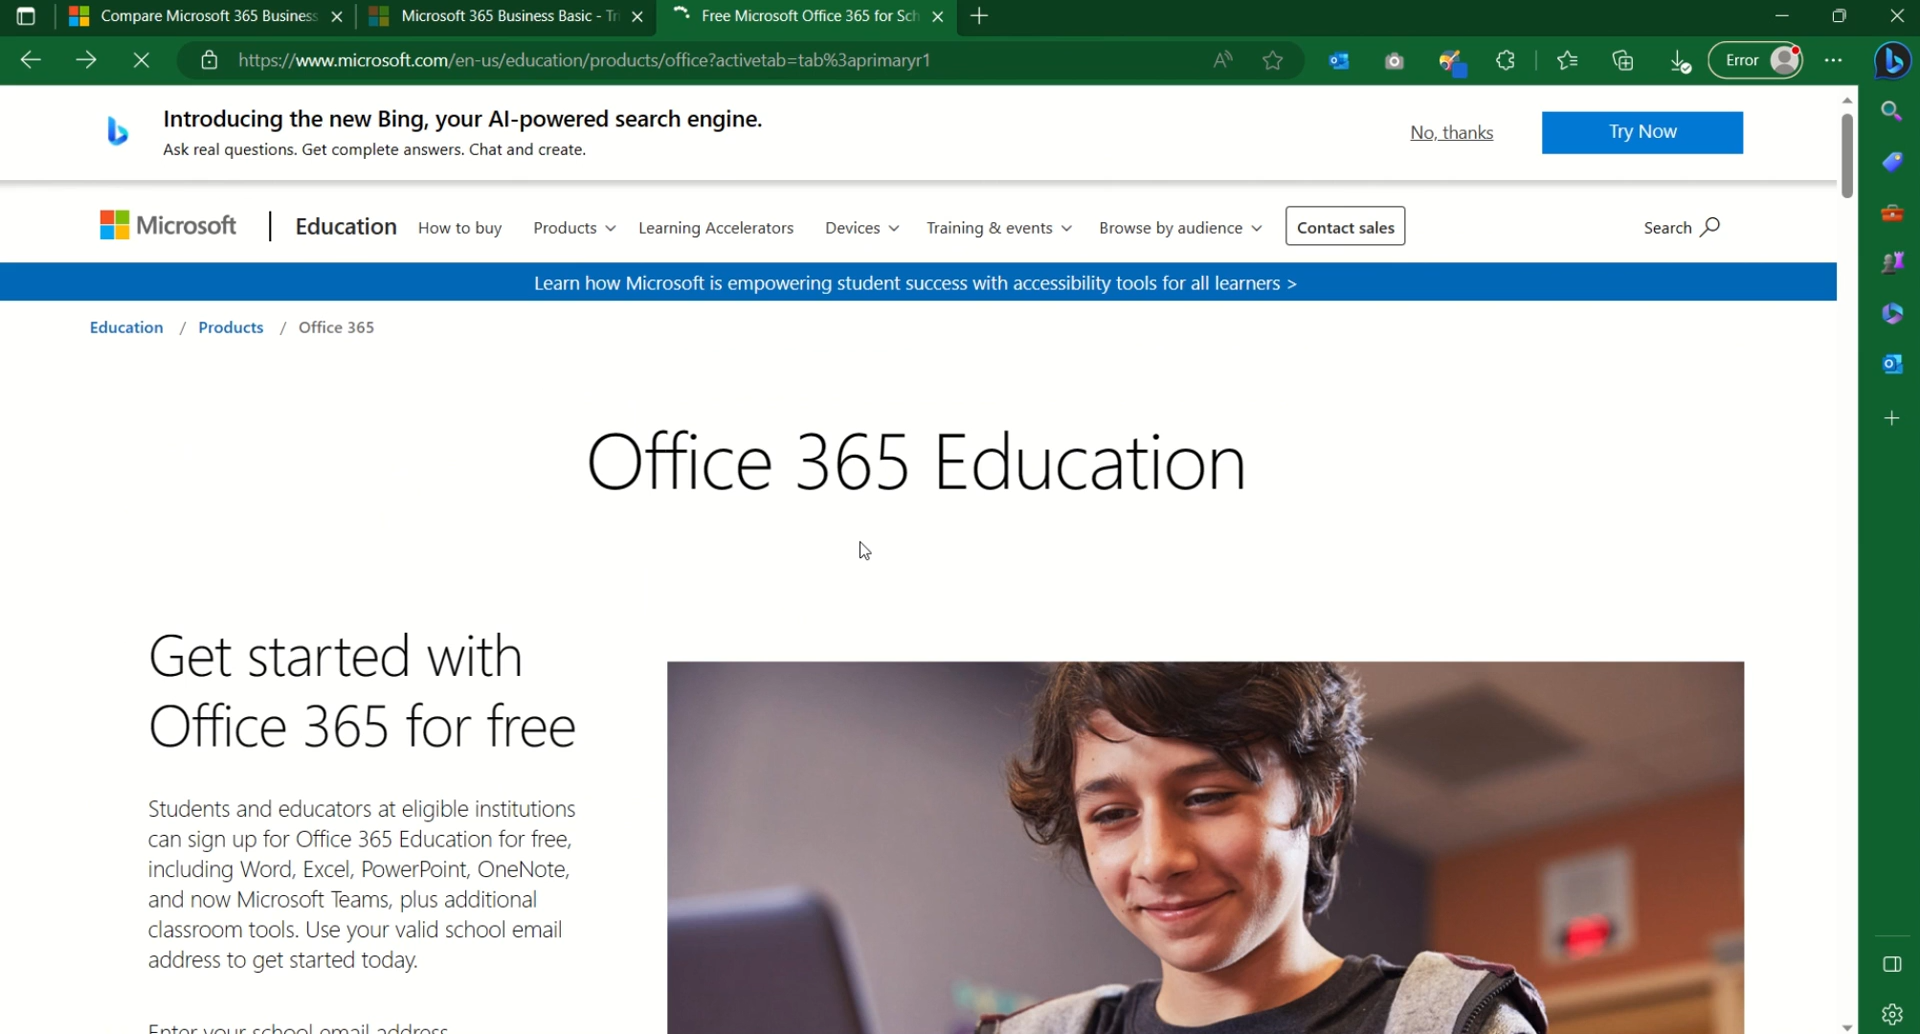 Compare Microsoft 365 Business
Microsoft 365 Business Basic - Tri
Free Microsoft Office 365 for Sch
https://www.microsoft.com/en-us/education/products/office?activetab=tab%3aprimaryr1
Error
Introducing the new Bing, your AI-powered search engine.
Ask real questions. Get complete answers. Chat and create.
No, thanks
Try Now
Microsoft
Education
How to buy
Products
Learning Accelerators
Devices
Training & events
Browse by audience
Contact sales
Search
Learn how Microsoft is empowering student success with accessibility tools for all learners >
Education / Products / Office 365
Office 365 Education
Get started with
Office 365 for free
Students and educators at eligible institutions
can sign up for Office 365 Education for free,
including Word, Excel, PowerPoint, OneNote,
and now Microsoft Teams, plus additional
classroom tools. Use your valid school email
address to get started today.
Enter your school email address